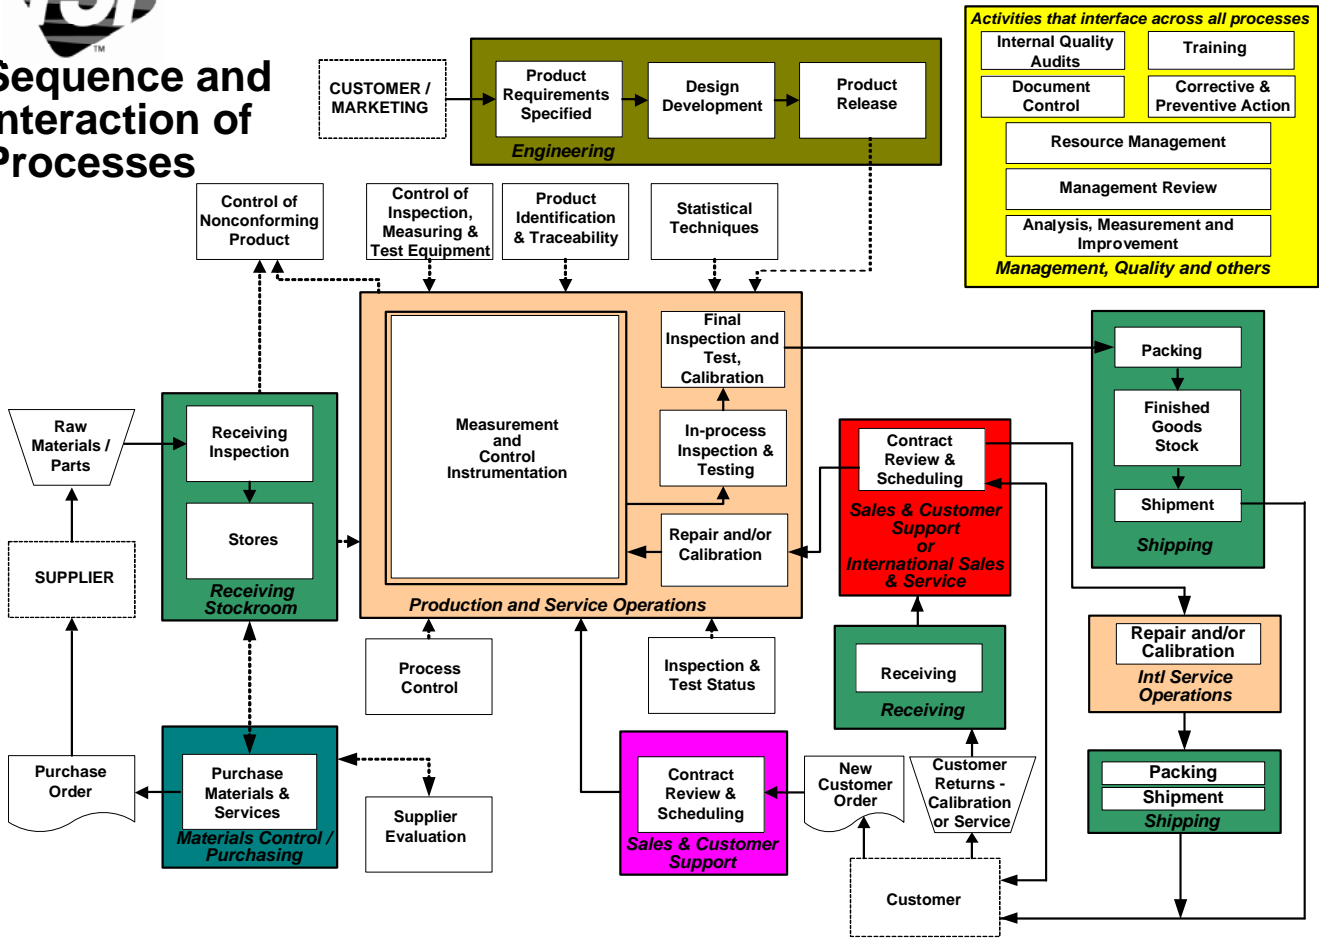 TM
Sequence and
Interaction of
Processes
CUSTOMER /
MARKETING
Product
Requirements
Specified
Design
Development
Product
Release
Engineering
Activities that interface across all processes
Internal Quality
Audits
Training
Document
Control
Corrective &
Preventive Action
Resource Management
Management Review
Analysis, Measurement and
Improvement
Management, Quality and others
Control of
Nonconforming
Product
Control of
Inspection,
Measuring &
Test Equipment
Product
Identification
& Traceability
Statistical
Techniques
Measurement
and
Control
Instrumentation
Final
Inspection and
Test,
Calibration
In-process
Inspection &
Testing
Repair and/or
Calibration
Production and Service Operations
Packing
Finished
Goods
Stock
Shipment
Shipping
Raw
Materials /
Parts
Receiving
Inspection
Stores
Receiving
Stockroom
SUPPLIER
Contract
Review &
Scheduling
Sales & Customer
Support
or
International Sales
& Service
Process
Control
Inspection &
Test Status
Receiving
Receiving
Repair and/or
Calibration
Intl Service
Operations
Purchase
Order
Purchase
Materials &
Services
Materials Control /
Purchasing
Supplier
Evaluation
Contract
Review &
Scheduling
Sales & Customer
Support
New
Customer
Order
Customer
Returns -
Calibration
or Service
Packing
Shipment
Shipping
Customer